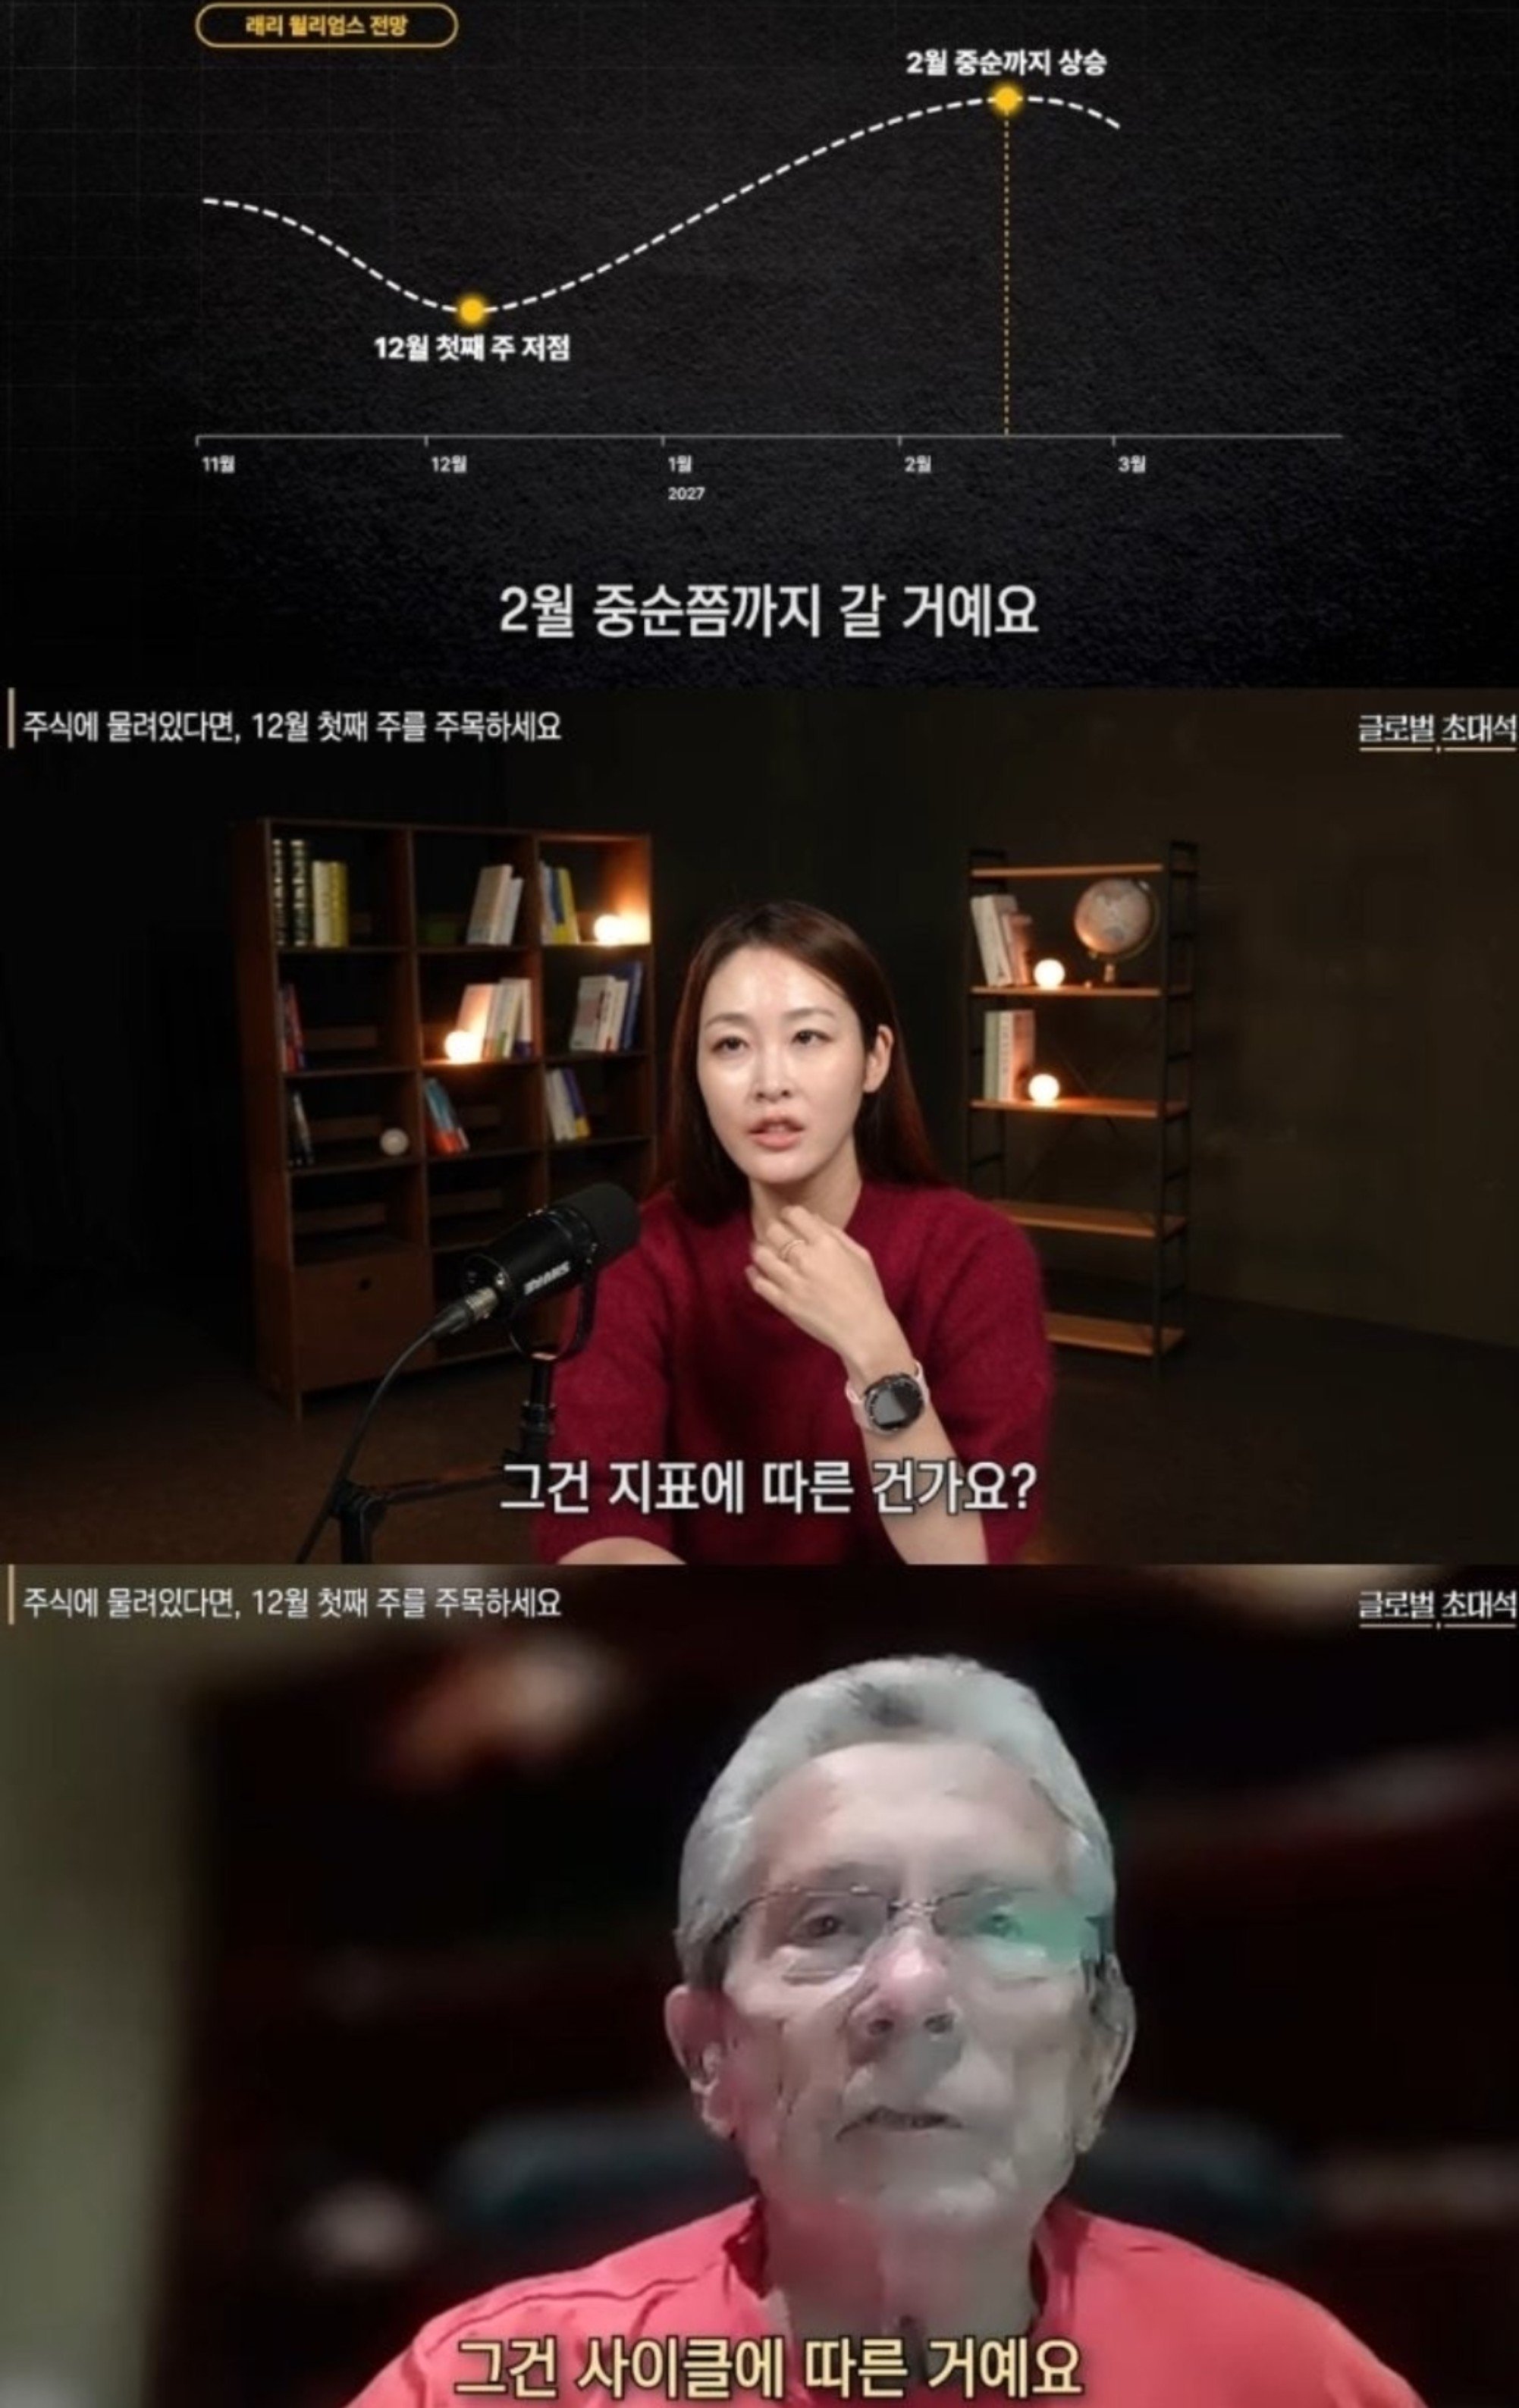 래리 윌리엄스 전망
2월 중순까지 상승
12월 첫째 주 저점
11월 12월 1월 2월 3월
2027
2월 중순쯤까지 갈 거예요
주식에 물려있다면, 12월 첫째 주를 주목하세요
글로벌 초대석
그건 지표에 따른 건가요?
주식에 물려있다면, 12월 첫째 주를 주목하세요
글로벌 초대석
그건 사이클에 따른 거예요